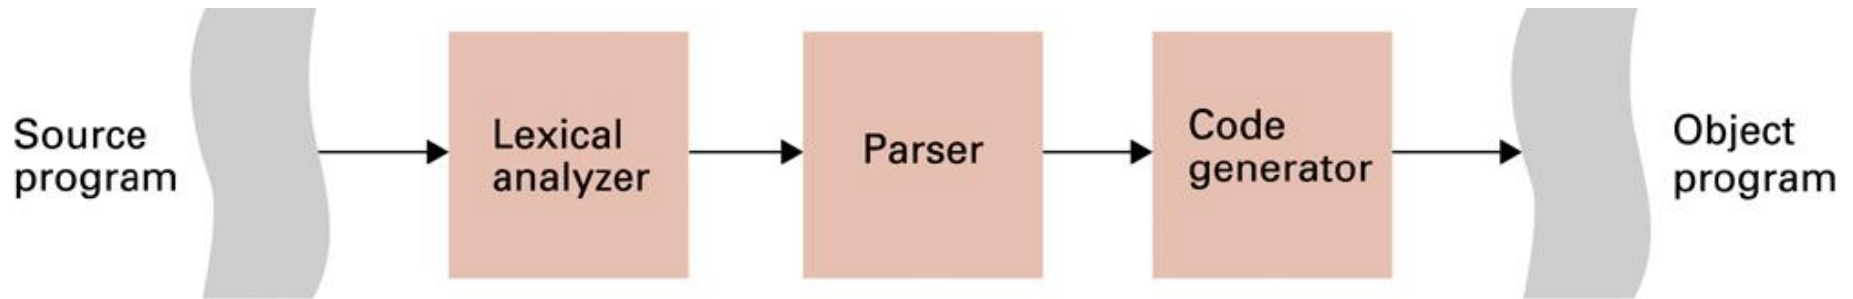 Source
program
Lexical
analyzer
Parser
Code
generator
Object
program